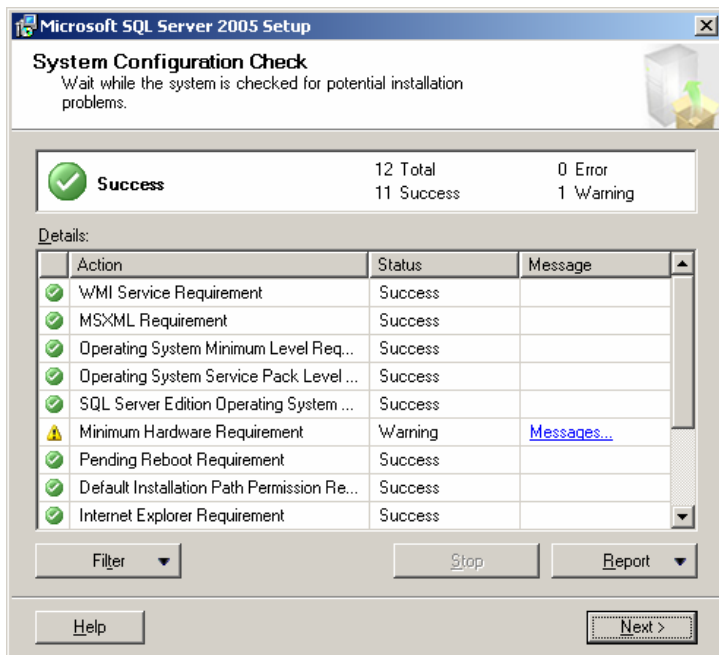 Microsoft SQL Server 2005 Setup
System Configuration Check
Wait while the system is checked for potential installation
problems.
Success
12 Total
0 Error
11 Success
1 Warning
Details:
Action Status Message
WMI Service Requirement Success
MSXML Requirement Success
Operating System Minimum Level Req... Success
Operating System Service Pack Level ... Success
SQL Server Edition Operating System ... Success
Minimum Hardware Requirement Warning Messages...
Pending Reboot Requirement Success
Default Installation Path Permission Re... Success
Internet Explorer Requirement Success
Filter
Stop
Report
Help
Next >